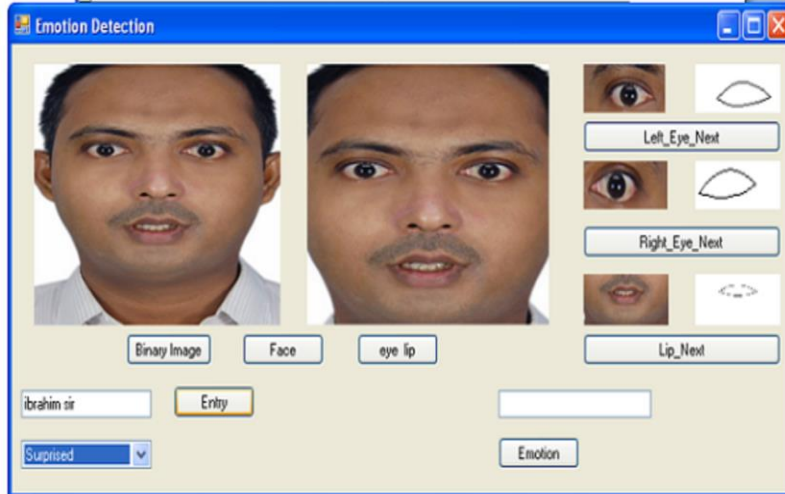 Emotion Detection
Left_Eye_Next
Right_Eye_Next
Binary Image Face eye lip Lip_Next
ibrahim sir Entry
Surprised Emotion